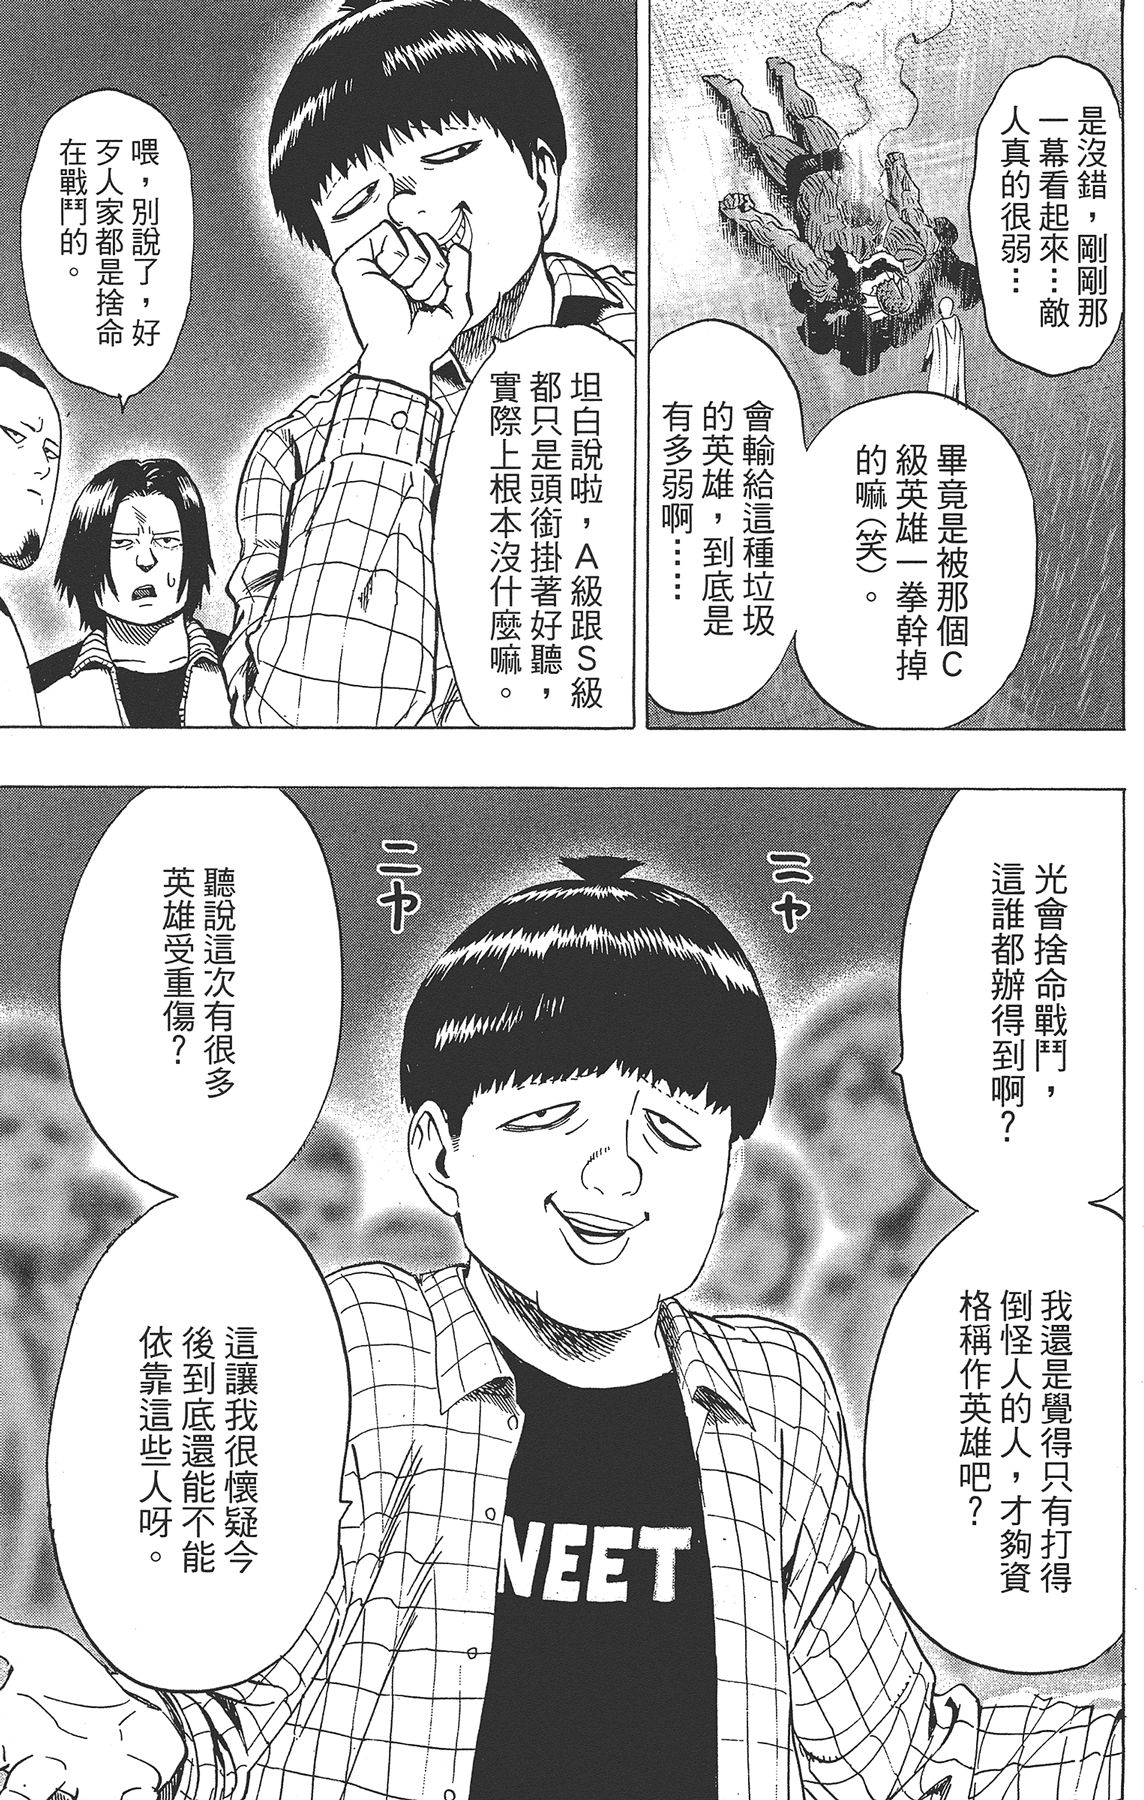 是沒錯，剛剛那
一幕看起來…敵
人真的很弱…
畢竟是被那個C
級英雄一拳幹掉
的嘛（笑）。
會輸給這種垃圾
的英雄，到底是
有多弱啊……
坦白說啦，A級跟S級
都只是頭銜掛著好聽，
實際上根本沒什麼嘛。
喂，別說了，好
歹人家都是捨命
在戰鬥的。
光會捨命戰鬥，
這誰都辦得到啊？
我還是覺得只有打得
倒怪人的人，才夠資
格稱作英雄吧？
ニヤ
ニヤ
NEET
聽說這次有很多
英雄受重傷？
這讓我很懷疑今
後到底還能不能
依靠這些人呀。